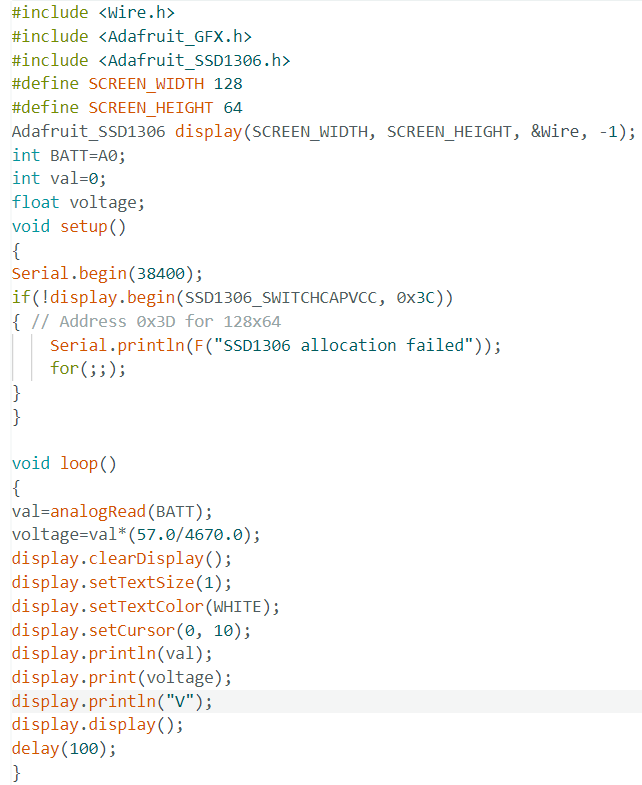 #include <Wire.h>
#include <Adafruit_GFX.h>
#include <Adafruit_SSD1306.h>
#define SCREEN_WIDTH 128
#define SCREEN_HEIGHT 64
Adafruit_SSD1306 display(SCREEN_WIDTH, SCREEN_HEIGHT, &Wire, -1);
int BATT=A0;
int val=0;
float voltage;
void setup()
{
Serial.begin(38400);
if(!display.begin(SSD1306_SWITCHCAPVCC, 0x3C))
{ // Address 0x3D for 128x64
    Serial.println(F("SSD1306 allocation failed"));
    for(;;);
}
}

void loop()
{
val=analogRead(BATT);
voltage=val*(57.0/4670.0);
display.clearDisplay();
display.setTextSize(1);
display.setTextColor(WHITE);
display.setCursor(0, 10);
display.println(val);
display.print(voltage);
display.println("V");
display.display();
delay(100);
}